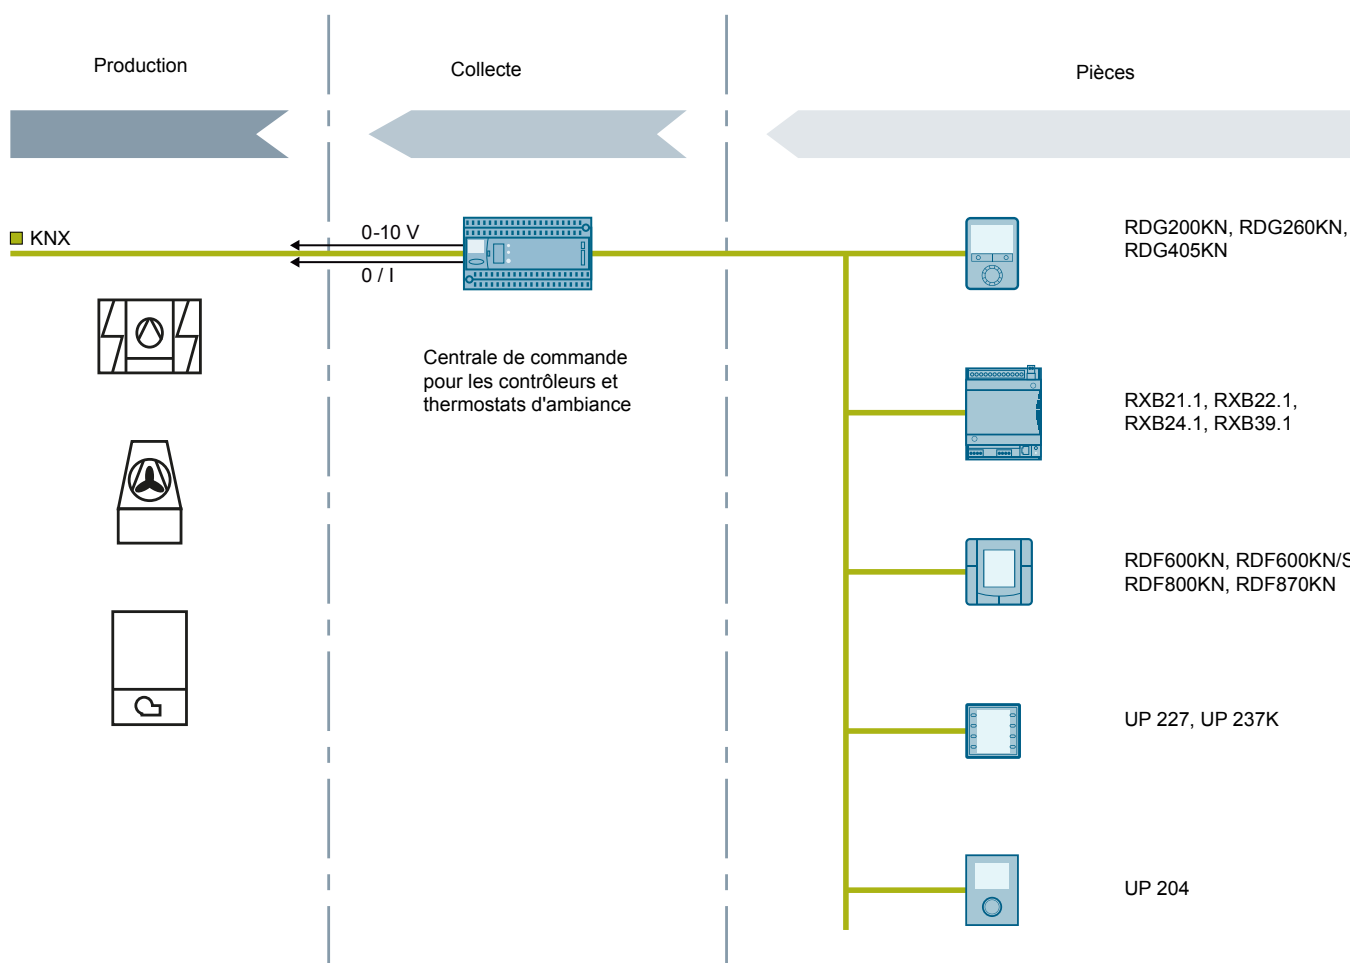 Production
Collecte
Pièces
KNX
0-10 V
0 / I
Centrale de commande
pour les contrôleurs et
thermostats d'ambiance
RDG200KN, RDG260KN,
RDG405KN
RXB21.1, RXB22.1,
RXB24.1, RXB39.1
RDF600KN, RDF600KN/S
RDF800KN, RDF870KN
UP 227, UP 237K
UP 204